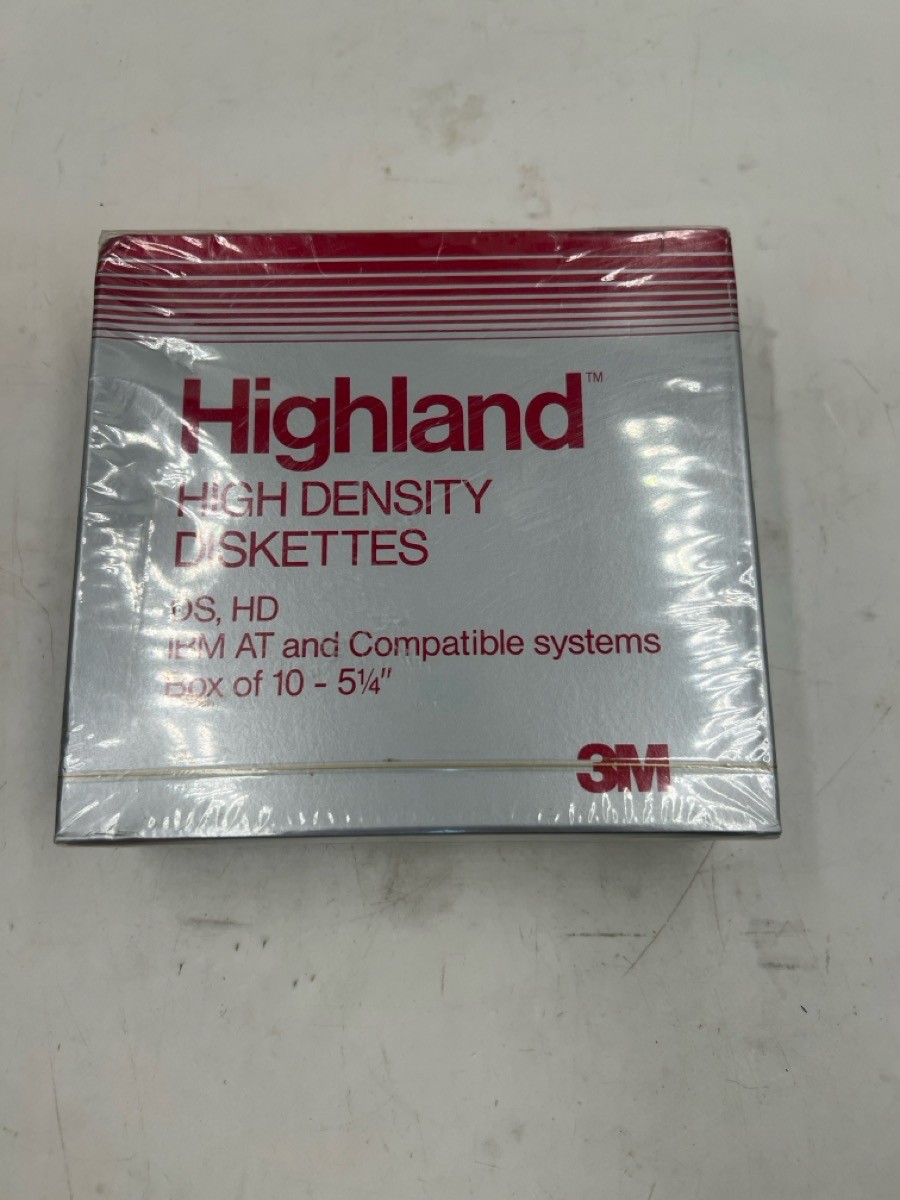 Highland™
HIGH DENSITY
DISKETTES
DS, HD
IBM AT and Compatible systems
Box of 10 - 5¼"
3M